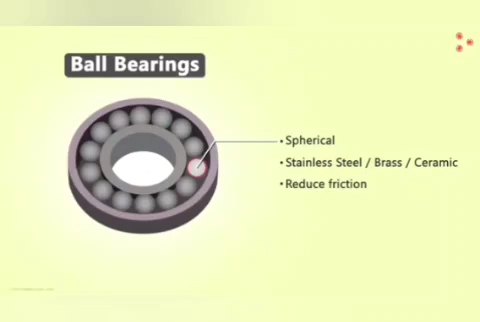 Ball Bearings
• Spherical
• Stainless Steel / Brass / Ceramic
• Reduce friction